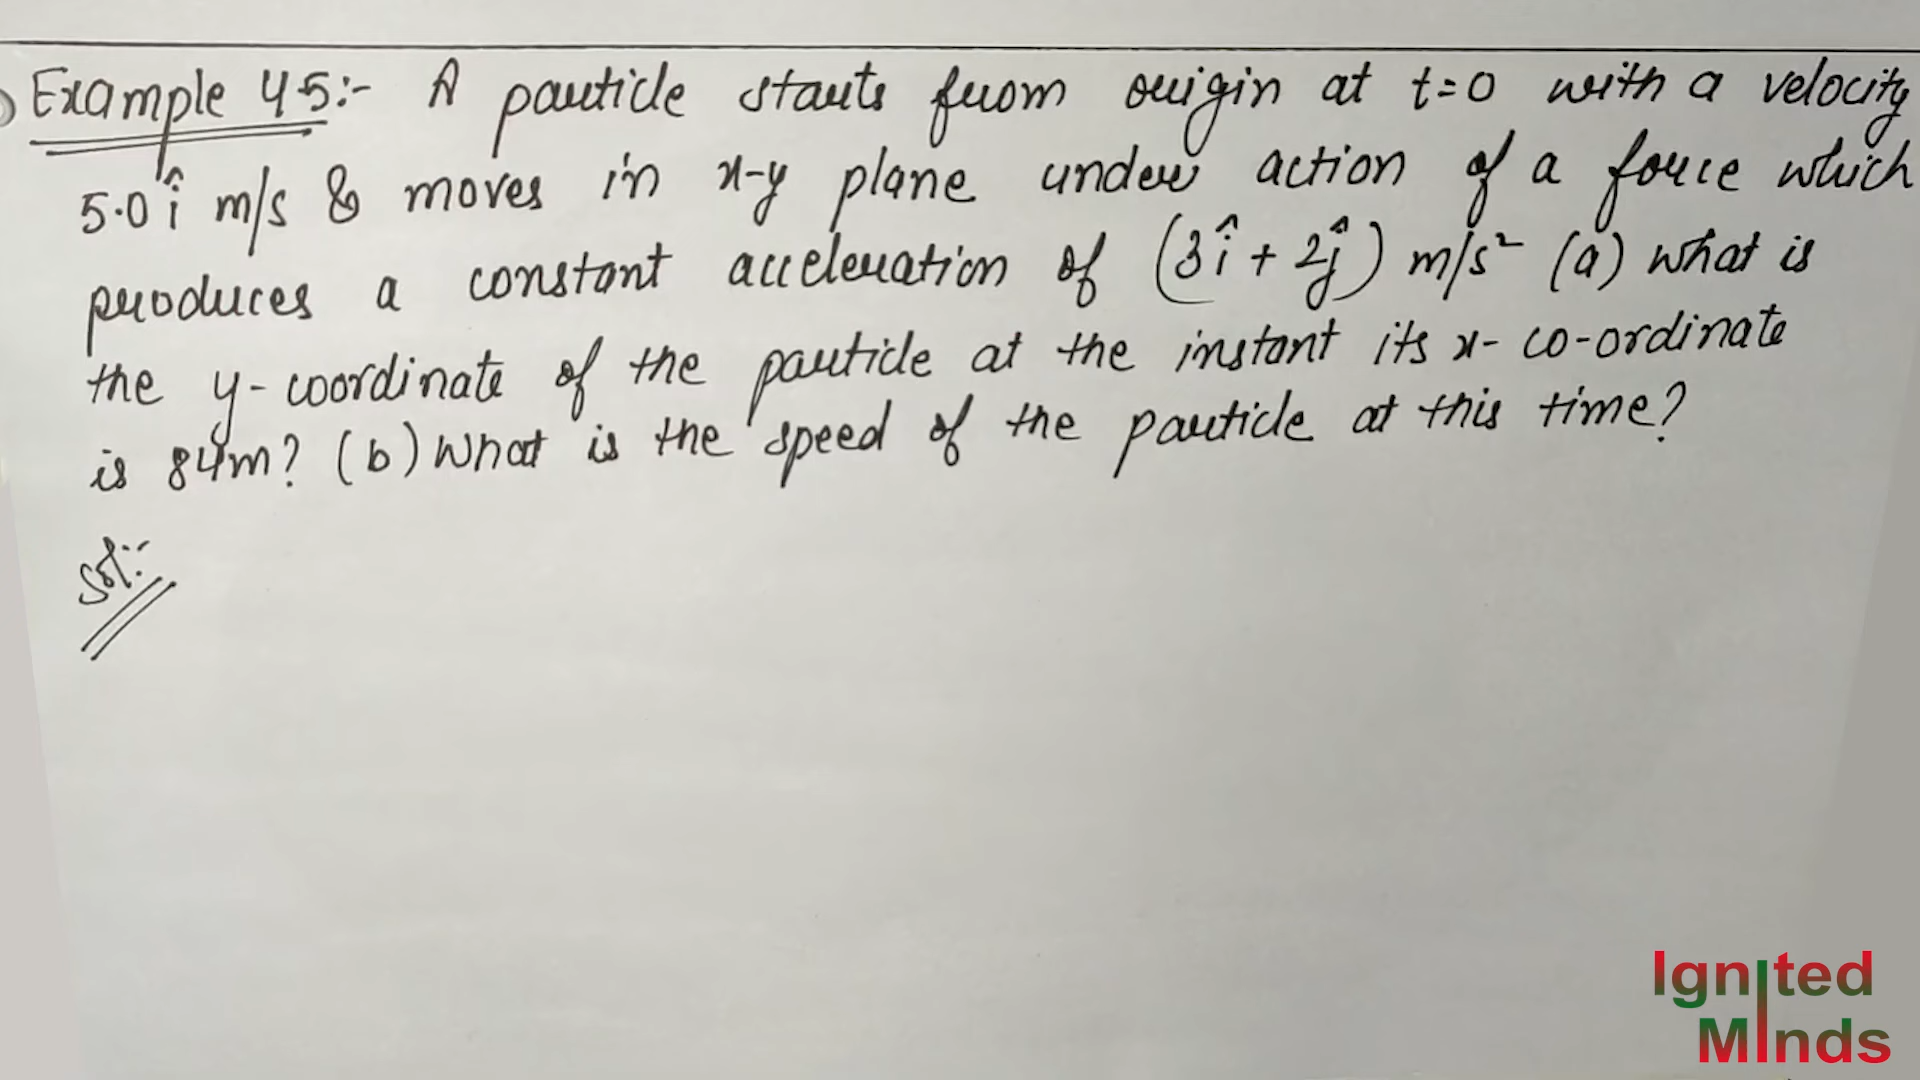 Example 4.5:- A particle starts from origin at t=0 with a velocity
5.0 î m/s & moves in x-y plane under action of a force which
produces a constant acceleration of (3î + 2ĵ) m/s² (a) what is
the y-coordinate of the particle at the instant its x-co-ordinate
is 84m? (b) What is the speed of the particle at this time?
Sol:-
Ignited
Minds